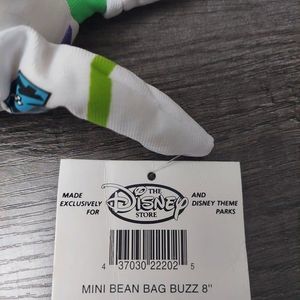 MADE EXCLUSIVELY FOR
THE DISNEY STORE
AND DISNEY THEME PARKS
4 37030 22202 5
MINI BEAN BAG BUZZ 8"